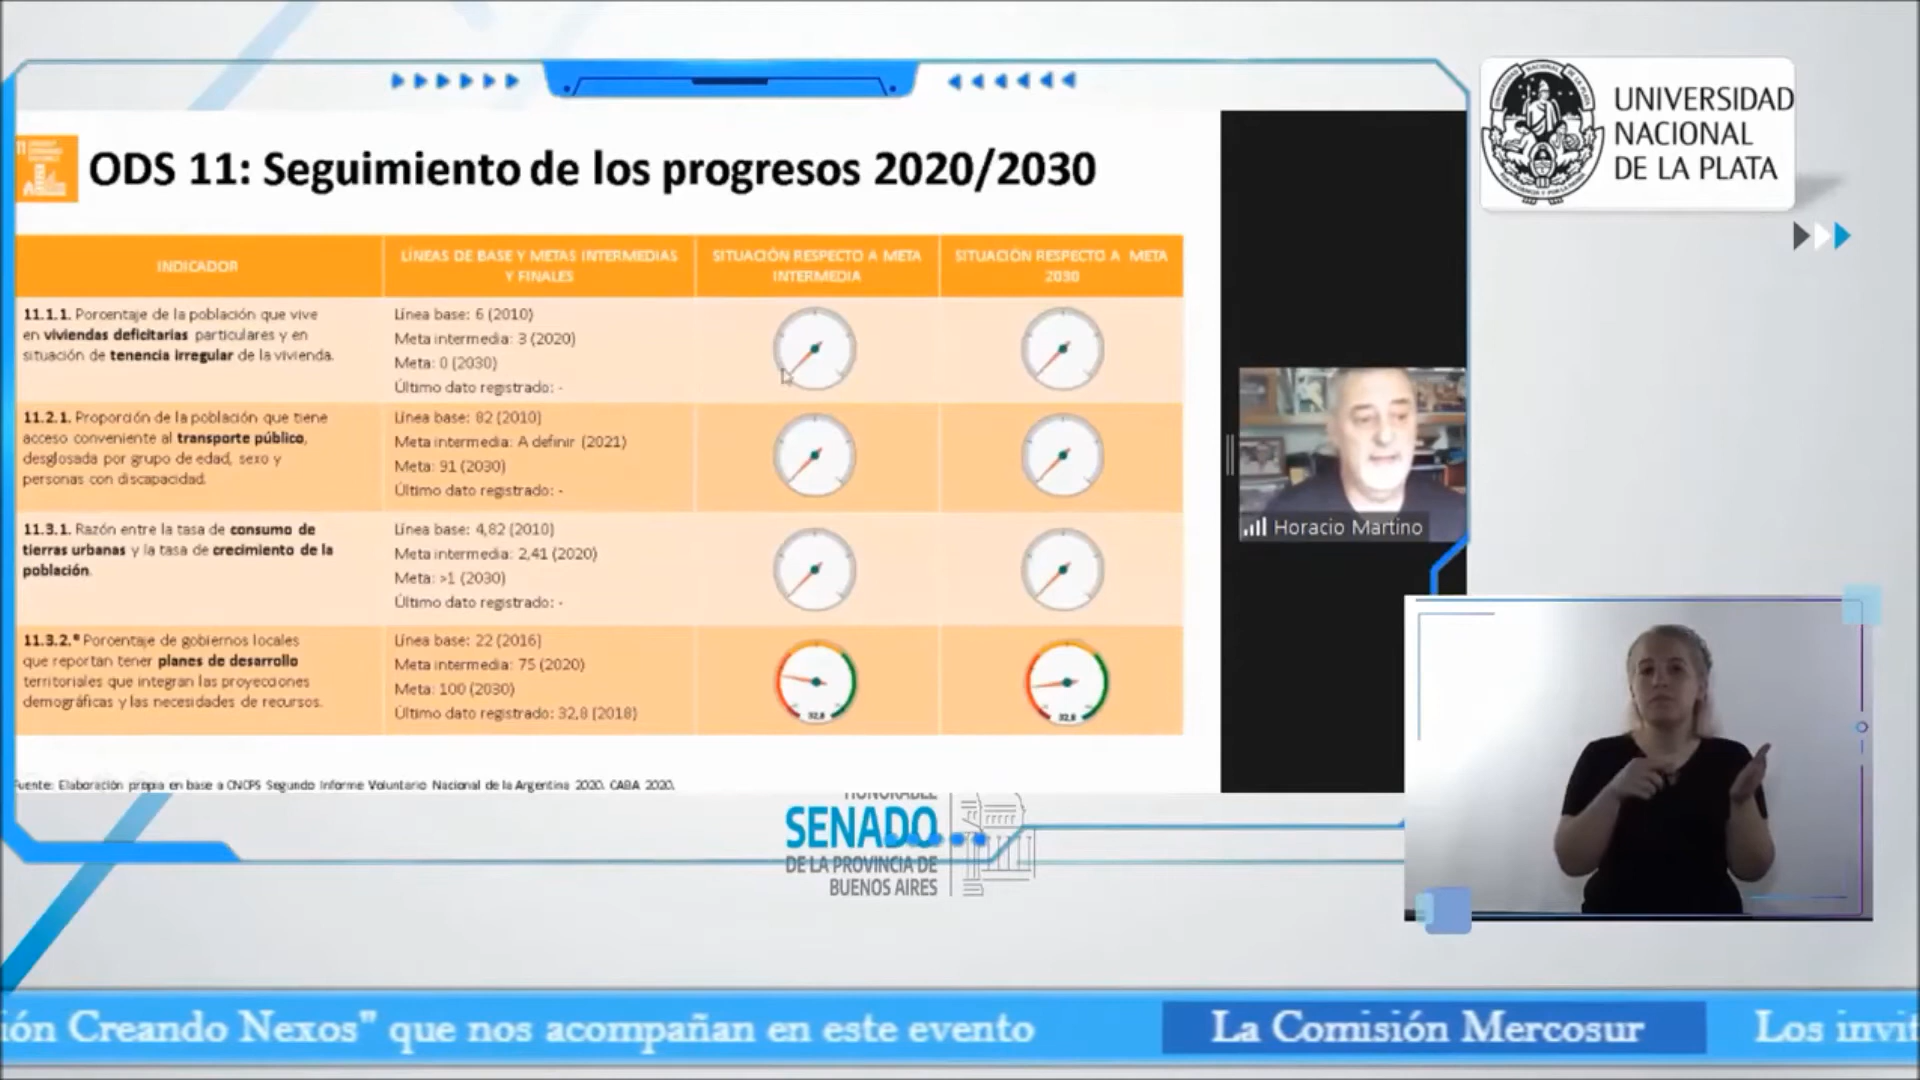 ODS 11: Seguimiento de los progresos 2020/2030
INDICADOR
LÍNEAS DE BASE Y METAS INTERMEDIAS
Y FINALES
SITUACIÓN RESPECTO A META
INTERMEDIA
SITUACIÓN RESPECTO A META
2030
11.1.1. Porcentaje de la población que vive
en viviendas deficitarias particulares y en
situación de tenencia irregular de la vivienda.
Línea base: 6 (2010)
Meta intermedia: 3 (2020)
Meta: 0 (2030)
Último dato registrado: -
11.2.1. Proporción de la población que tiene
acceso conveniente al transporte público,
desglosada por grupo de edad, sexo y
personas con discapacidad.
Línea base: 82 (2010)
Meta intermedia: A definir (2021)
Meta: 91 (2030)
Último dato registrado: -
11.3.1. Razón entre la tasa de consumo de
tierras urbanas y la tasa de crecimiento de la
población.
Línea base: 4,82 (2010)
Meta intermedia: 2,41 (2020)
Meta: >1 (2030)
Último dato registrado: -
11.3.2.* Porcentaje de gobiernos locales
que reportan tener planes de desarrollo
territoriales que integran las proyecciones
demográficas y las necesidades de recursos.
Línea base: 22 (2016)
Meta intermedia: 75 (2020)
Meta: 100 (2030)
Último dato registrado: 32,8 (2018)
32,8
32,8
uente: Elaboración propia en base a CNCPS Segundo Informe Voluntario Nacional de la Argentina 2020. CABA 2020.
Horacio Martino
UNIVERSIDAD
NACIONAL
DE LA PLATA
HONORABLE
SENADO
DE LA PROVINCIA DE
BUENOS AIRES
ión Creando Nexos" que nos acompañan en este evento
La Comisión Mercosur
Los invit